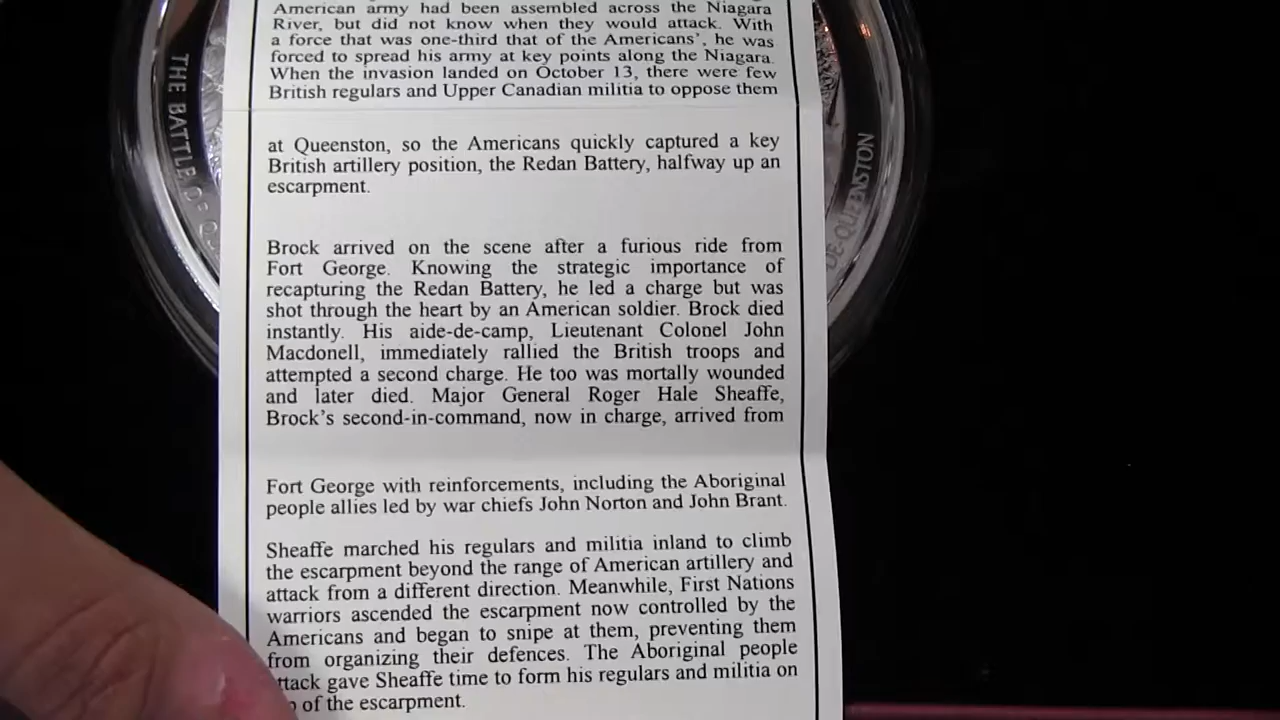 American army had been assembled across the Niagara
River, but did not know when they would attack. With
a force that was one-third that of the Americans', he was
forced to spread his army at key points along the Niagara.
When the invasion landed on October 13, there were few
British regulars and Upper Canadian militia to oppose them
at Queenston, so the Americans quickly captured a key
British artillery position, the Redan Battery, halfway up an
escarpment.
Brock arrived on the scene after a furious ride from
Fort George. Knowing the strategic importance of
recapturing the Redan Battery, he led a charge but was
shot through the heart by an American soldier. Brock died
instantly. His aide-de-camp, Lieutenant Colonel John
Macdonell, immediately rallied the British troops and
attempted a second charge. He too was mortally wounded
and later died. Major General Roger Hale Sheaffe,
Brock's second-in-command, now in charge, arrived from
Fort George with reinforcements, including the Aboriginal
people allies led by war chiefs John Norton and John Brant.
Sheaffe marched his regulars and militia inland to climb
the escarpment beyond the range of American artillery and
attack from a different direction. Meanwhile, First Nations
warriors ascended the escarpment now controlled by the
Americans and began to snipe at them, preventing them
from organizing their defences. The Aboriginal people
ttack gave Sheaffe time to form his regulars and militia on
of the escarpment.
THE BATTLE OF Q
DE-QUEENSTON